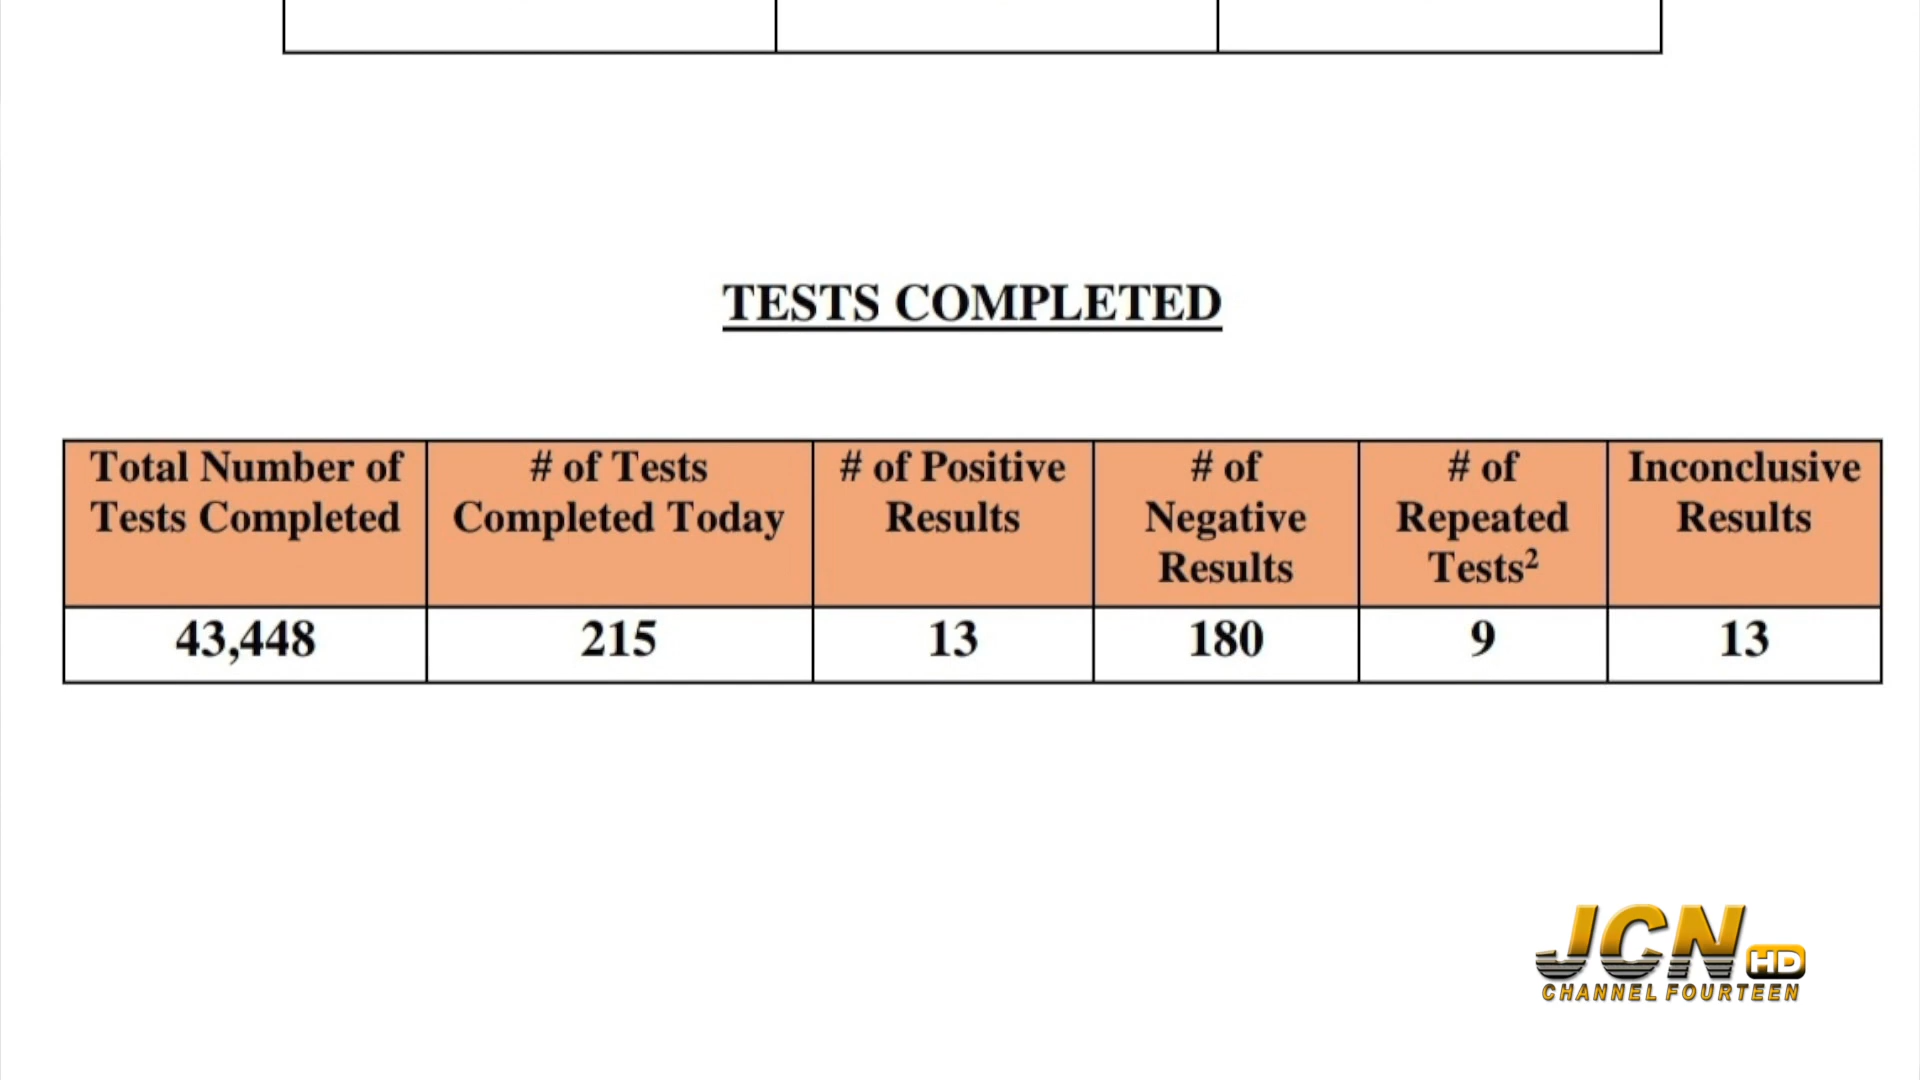 TESTS COMPLETED
Total Number of Tests Completed
# of Tests Completed Today
# of Positive Results
# of Negative Results
# of Repeated Tests²
Inconclusive Results
43,448
215
13
180
9
13
JCN HD
CHANNEL FOURTEEN